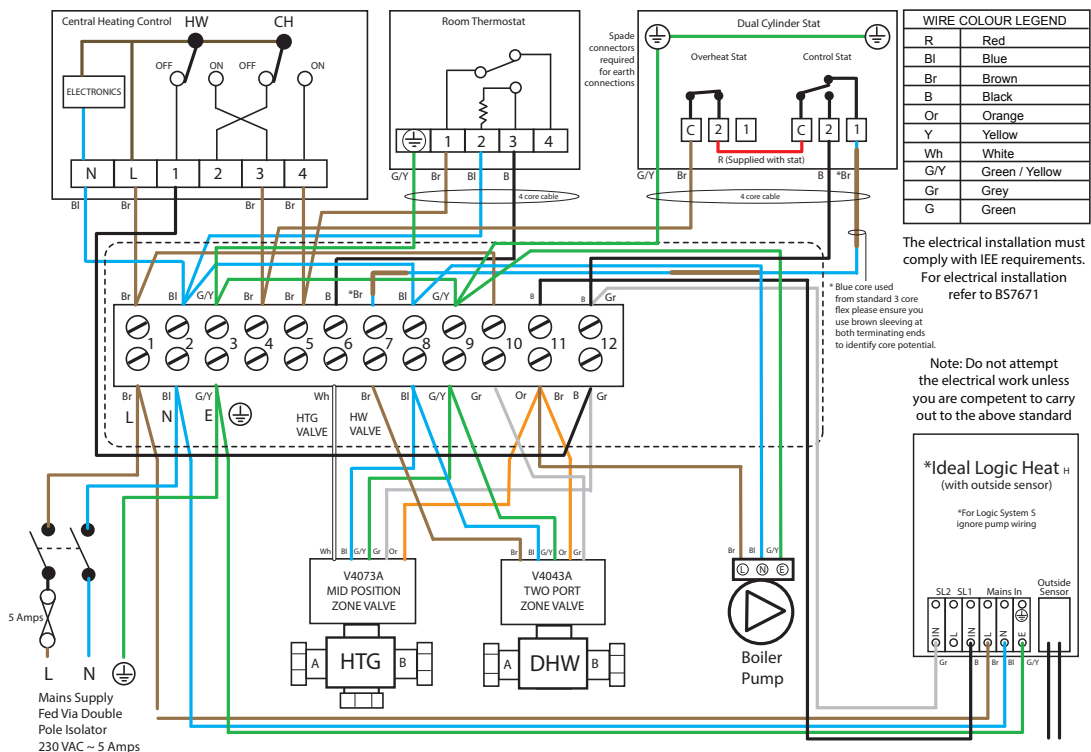 Central Heating Control
HW
CH
OFF
ON
OFF
ON
ELECTRONICS
N
L
1
2
3
4
Bl
Br
Br
Br
Room Thermostat
1
2
3
4
G/Y
Br
Bl
B
4 core cable
Spade
connectors
required
for earth
connections
Dual Cylinder Stat
Overheat Stat
Control Stat
C
2
1
C
2
1
R (Supplied with stat)
G/Y
Br
B
*Br
4 core cable
WIRE COLOUR LEGEND
R Red
Bl Blue
Br Brown
B Black
Or Orange
Y Yellow
Wh White
G/Y Green / Yellow
Gr Grey
G Green
The electrical installation must
comply with IEE requirements.
For electrical installation
refer to BS7671
* Blue core used
from standard 3 core
flex please ensure you
use brown sleeving at
both terminating ends
to identify core potential.
Note: Do not attempt
the electrical work unless
you are competent to carry
out to the above standard
Br
Bl
G/Y
Br
Br
B
*Br
Bl
G/Y
B
B
Gr
1
2
3
4
5
6
7
8
9
10
11
12
Br
Bl
G/Y
Wh
Br
Bl
G/Y
Gr
Or
Br
B
Gr
L
N
E
HTG
VALVE
HW
VALVE
*Ideal Logic Heat H
(with outside sensor)
*For Logic System S
ignore pump wiring
SL2
SL1
Mains In
Outside
Sensor
IN
L
IN
L
N
E
Gr
B
Br
Bl
G/Y
Wh
Bl
G/Y
Gr
Or
V4073A
MID POSITION
ZONE VALVE
A
HTG
B
Br
Bl
G/Y
Or
Gr
V4043A
TWO PORT
ZONE VALVE
A
DHW
B
Br
Bl
G/Y
L
N
E
Boiler
Pump
5 Amps
L
N
Mains Supply
Fed Via Double
Pole Isolator
230 VAC ~ 5 Amps